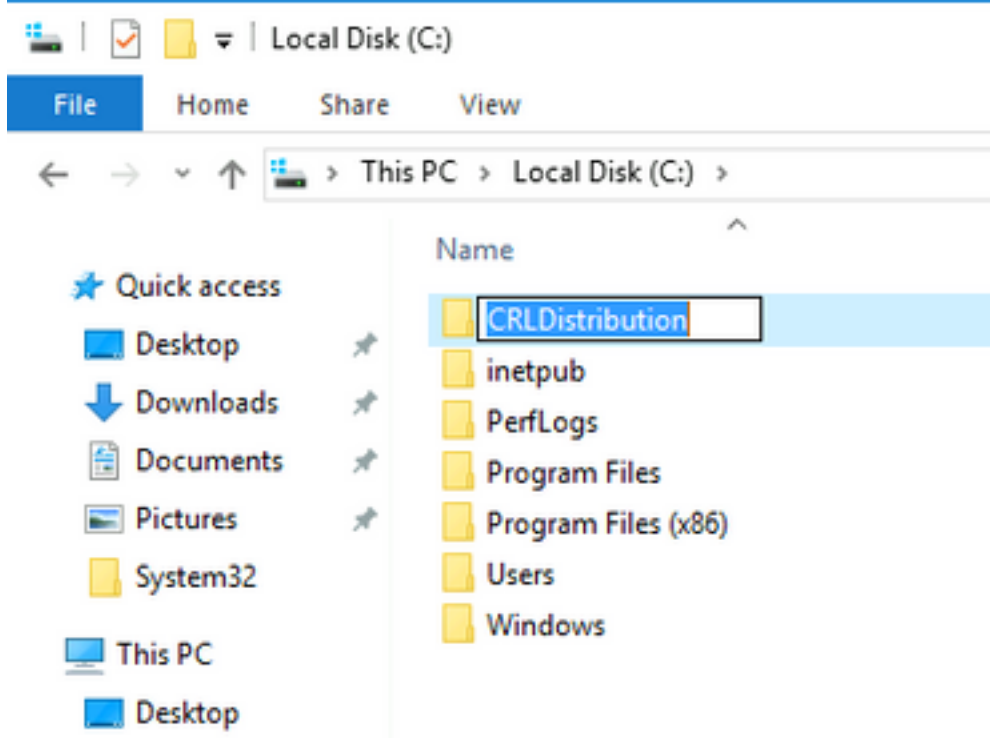 Local Disk (C:)
File Home Share View
This PC > Local Disk (C:) >
Name
Quick access
Desktop
Downloads
Documents
Pictures
System32
This PC
Desktop
CRLDistribution
inetpub
PerfLogs
Program Files
Program Files (x86)
Users
Windows